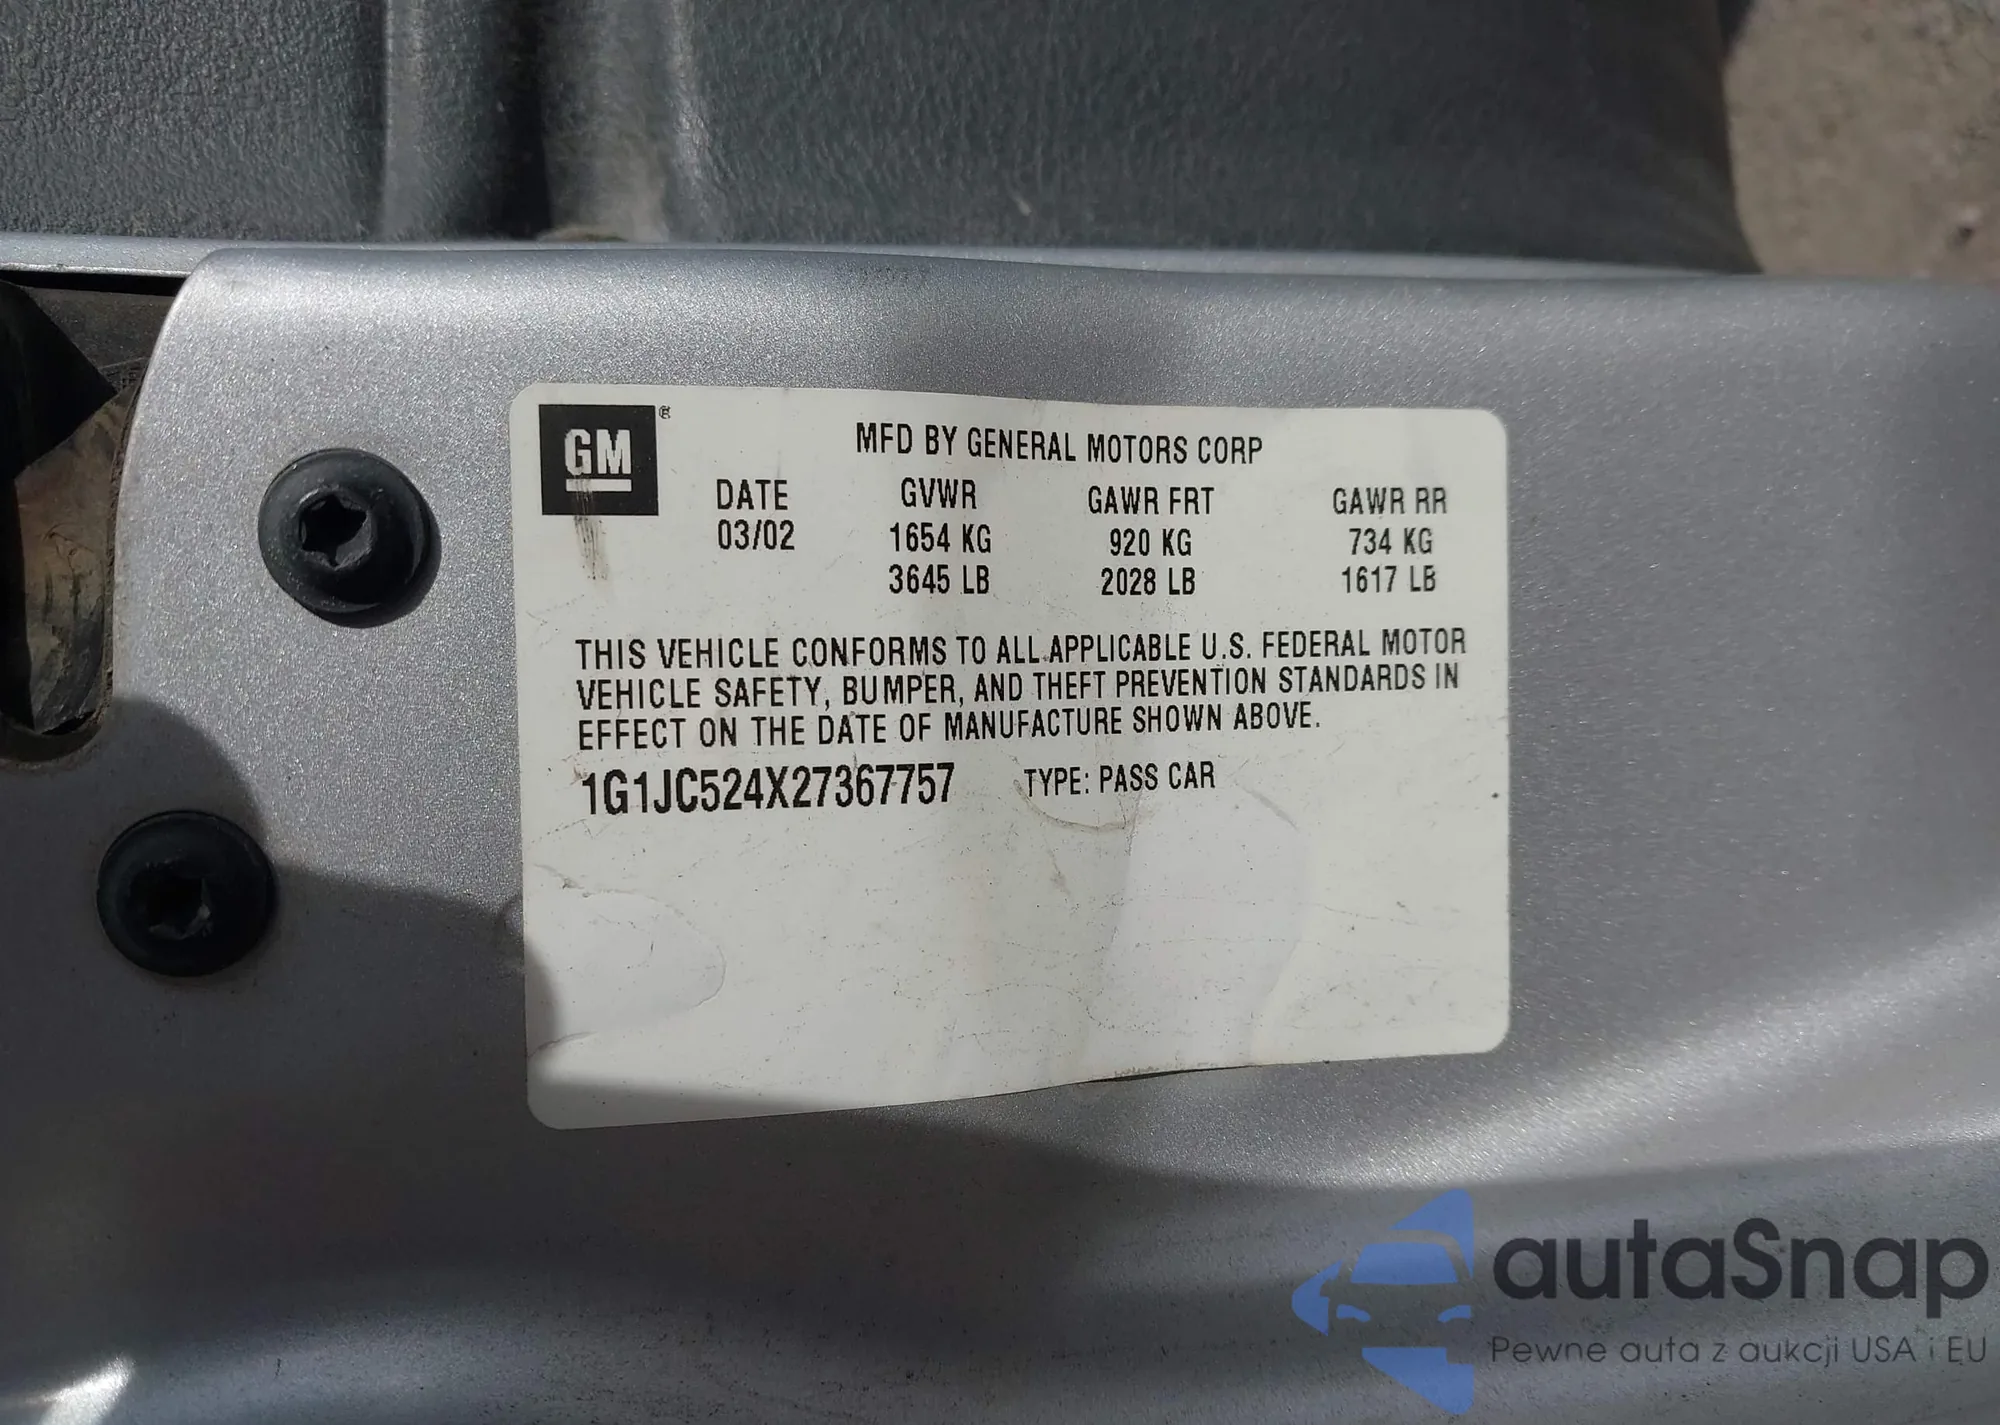 GM ®
MFD BY GENERAL MOTORS CORP
DATE GVWR GAWR FRT GAWR RR
03/02 1654 KG 920 KG 734 KG
3645 LB 2028 LB 1617 LB
THIS VEHICLE CONFORMS TO ALL APPLICABLE U.S. FEDERAL MOTOR
VEHICLE SAFETY, BUMPER, AND THEFT PREVENTION STANDARDS IN
EFFECT ON THE DATE OF MANUFACTURE SHOWN ABOVE.
1G1JC524X27367757 TYPE: PASS CAR
autoSnap
Pewne auta z aukcji USA i EU